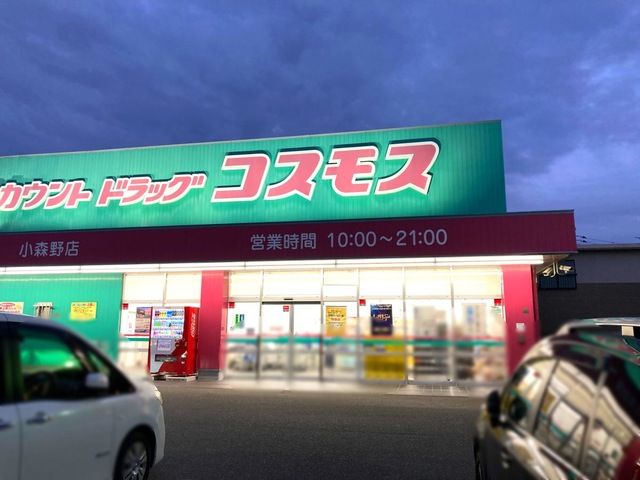 カウント ドラッグ コスモス
小森野店 営業時間 10:00～21:00